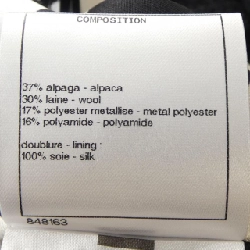 COMPOSITION
37% alpaga - alpaca
30% laine - wool
17% polyester metallise - metal polyester
16% polyamide - polyamide
doublure - lining :
100% soie - silk
848163